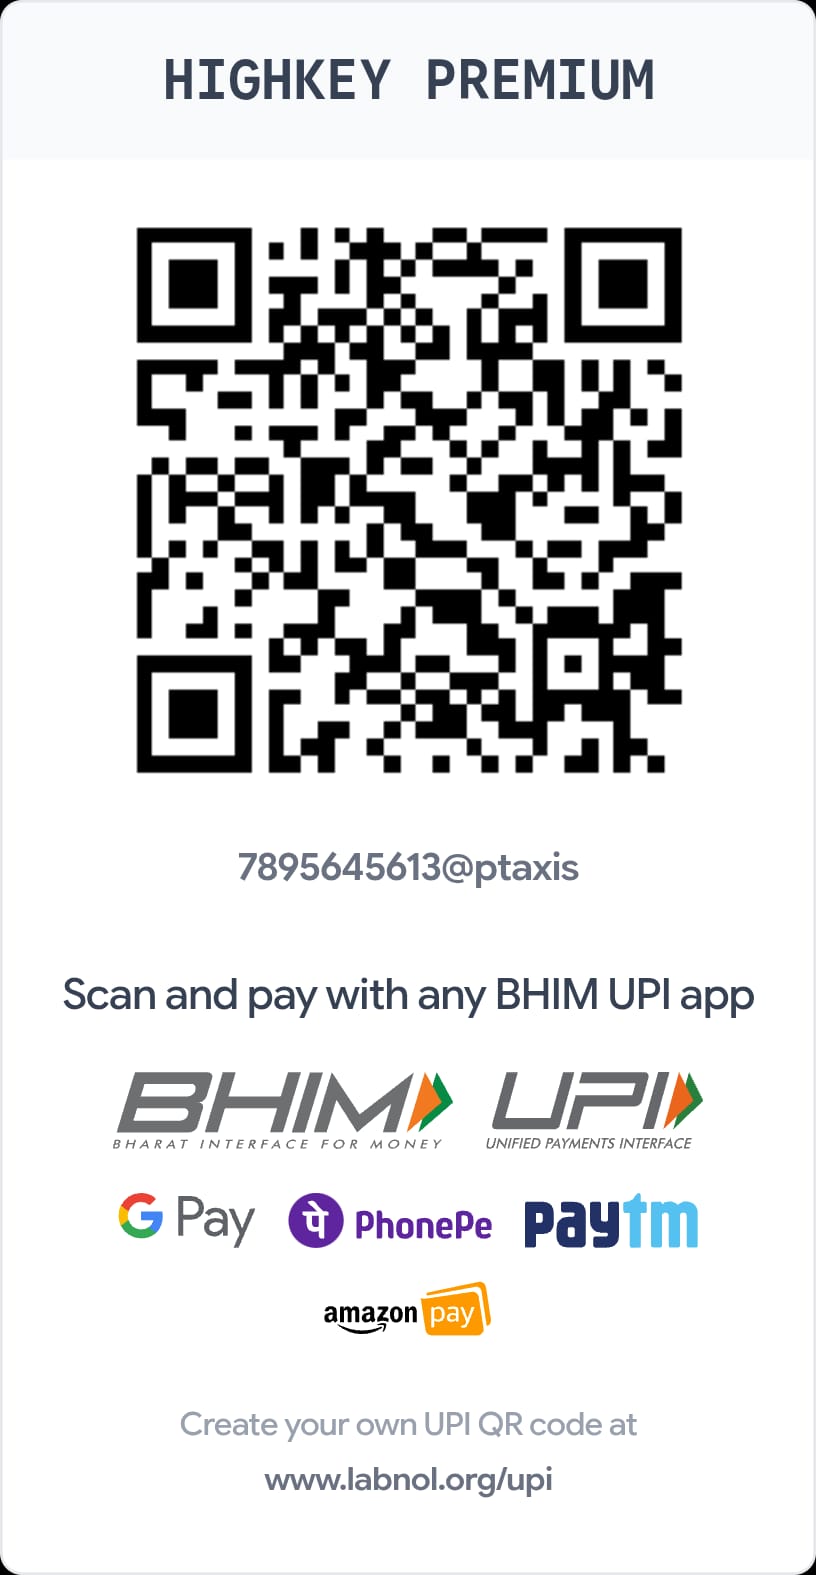 HIGHKEY PREMIUM
7895645613@ptaxis
Scan and pay with any BHIM UPI app
BHIM UPI
BHARAT INTERFACE FOR MONEY UNIFIED PAYMENTS INTERFACE
G Pay पे PhonePe paytm
amazon pay
Create your own UPI QR code at
www.labnol.org/upi